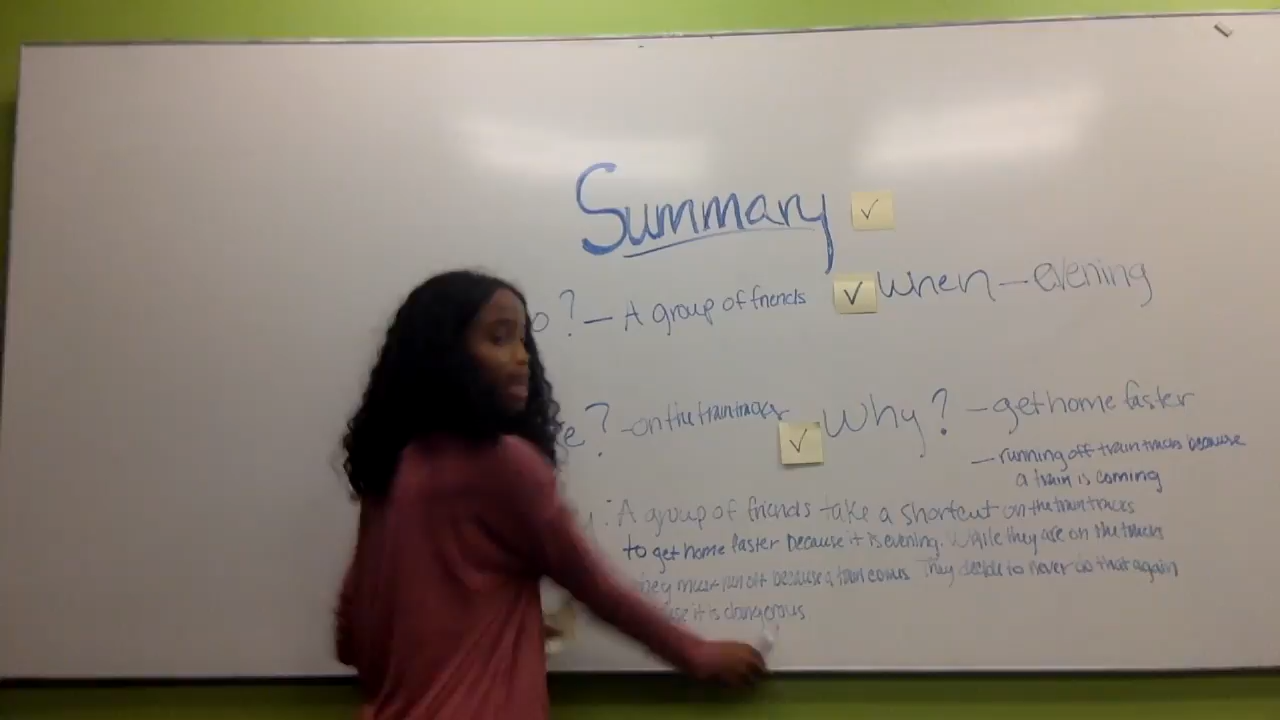 Summary ✓
o? — A group of friends ✓ When — evening
e? - on the train tracks ✓ Why? - get home faster
- running off train tracks because
a train is coming
y: A group of friends take a shortcut on the train tracks
to get home faster because it is evening. While they are on the tracks
they must run off because a train comes. They decide to never do that again
use it is dangerous